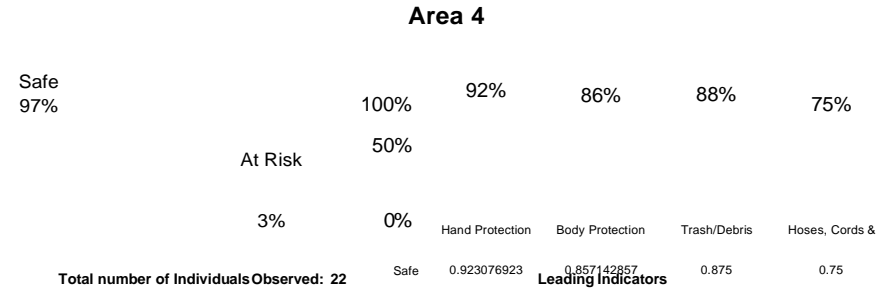 Area 4
Safe
97%
At Risk
3%
100%
50%
0%
92%
86%
88%
75%
Hand Protection Body Protection Trash/Debris Hoses, Cords &
Safe 0.923076923 0.857142857 0.875 0.75
Total number of Individuals Observed: 22
Leading Indicators